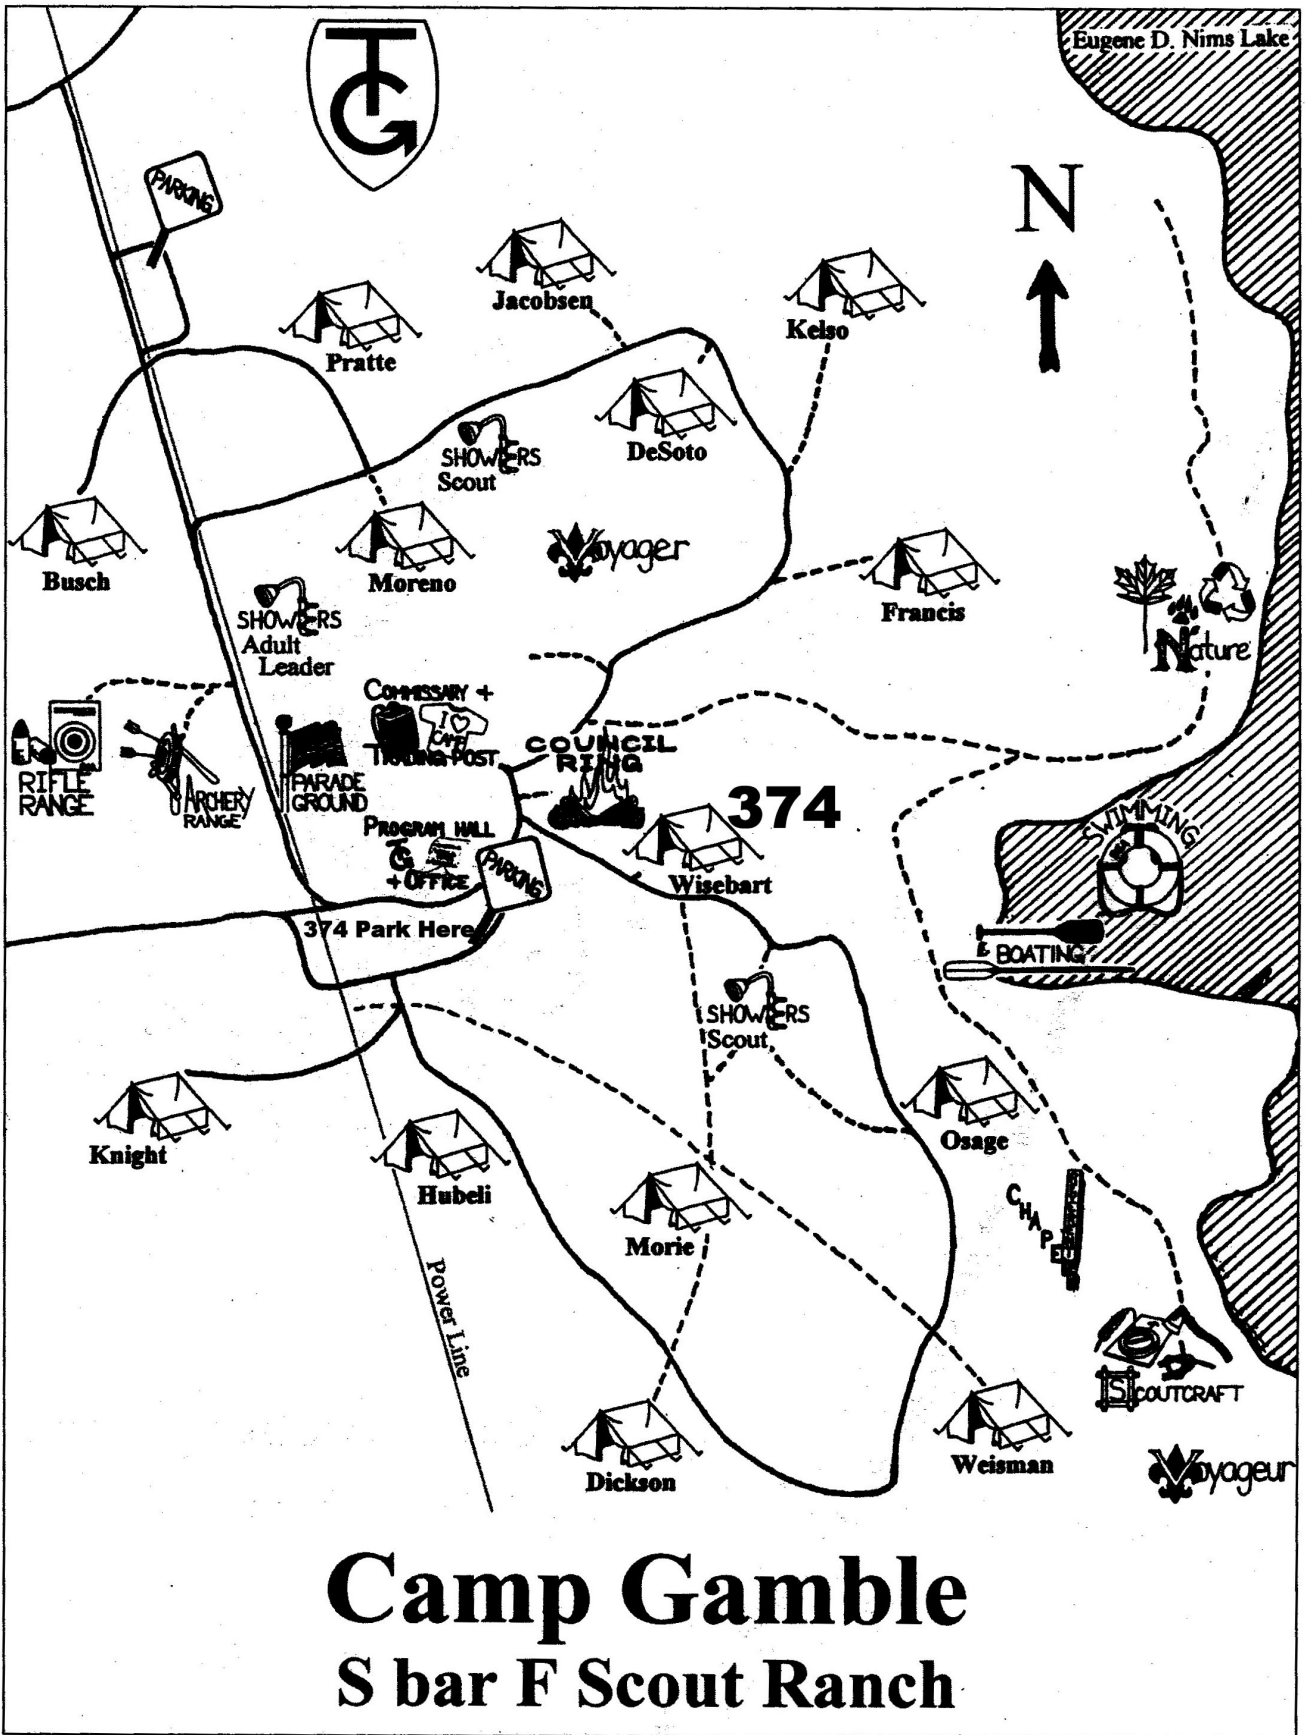 Eugene D. Nims Lake
TG
PARKING
N
Jacobsen
Kelso
Pratte
DeSoto
SHOWERS
Scout
Busch
Moreno
Voyager
Francis
SHOWERS
Adult
Leader
Nature
COMMISSARY +
I
CAMP
TRADING POST
COUNCIL
RING
RIFLE
RANGE
ARCHERY
RANGE
PARADE
GROUND
374
SWIMMING
PROGRAM HALL
TG
+ OFFICE
PARKING
Wisebart
374 Park Here
& BOATING
SHOWERS
Scout
Knight
Hubeli
Osage
CHAPEL
Morie
Power Line
SCOUTCRAFT
Dickson
Weisman
Voyageur
Camp Gamble
S bar F Scout Ranch